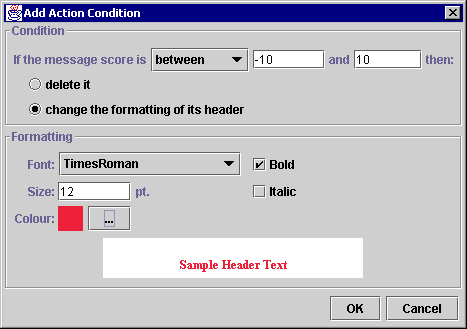 Add Action Condition
Condition
If the message score is between -10 and 10 then:
delete it
change the formatting of its header
Formatting
Font: TimesRoman Bold
Size: 12 pt. Italic
Colour: ...
Sample Header Text
OK Cancel